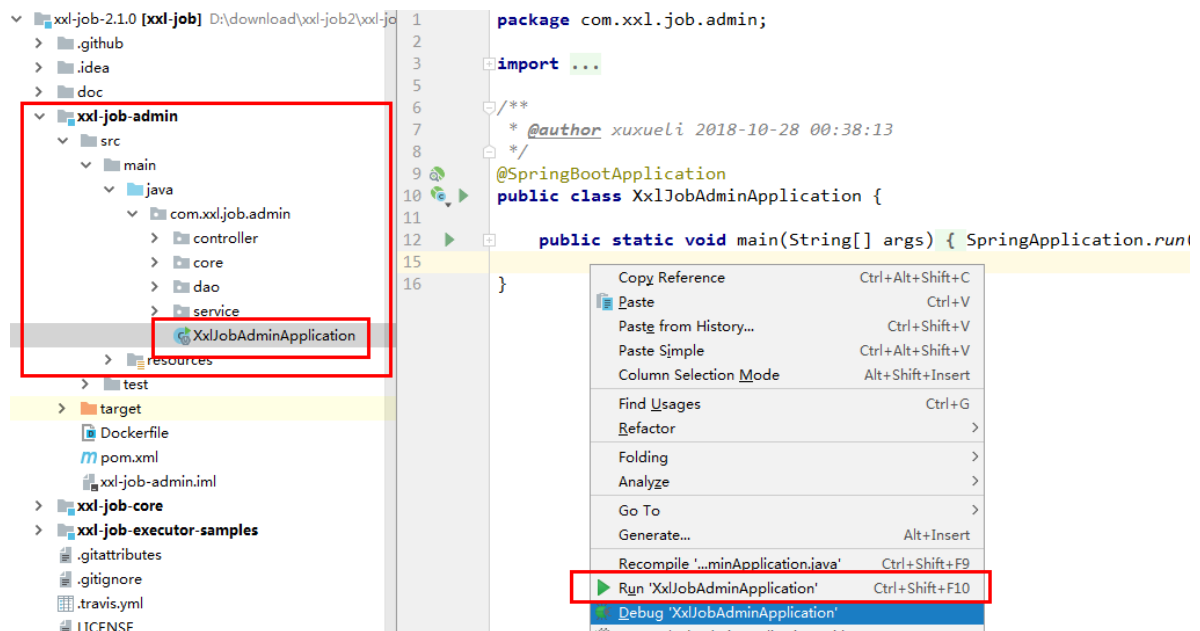 xxl-job-2.1.0 [xxl-job] D:\download\xxl-job2\xxl-jo
.github
.idea
doc
xxl-job-admin
src
main
java
com.xxl.job.admin
controller
core
dao
service
XxlJobAdminApplication
resources
test
target
Dockerfile
pom.xml
xxl-job-admin.iml
xxl-job-core
xxl-job-executor-samples
.gitattributes
.gitignore
.travis.yml
LICENSE
1 package com.xxl.job.admin;
2
3 import ...
5
6 /**
7 * @author xuxueli 2018-10-28 00:38:13
8 */
9 @SpringBootApplication
10 public class XxlJobAdminApplication {
11
12 public static void main(String[] args) { SpringApplication.run(
15
16 }
Copy Reference Ctrl+Alt+Shift+C
Paste Ctrl+V
Paste from History... Ctrl+Shift+V
Paste Simple Ctrl+Alt+Shift+V
Column Selection Mode Alt+Shift+Insert
Find Usages Ctrl+G
Refactor
Folding
Analyze
Go To
Generate... Alt+Insert
Recompile '...minApplication.java' Ctrl+Shift+F9
Run 'XxlJobAdminApplication' Ctrl+Shift+F10
Debug 'XxlJobAdminApplication'